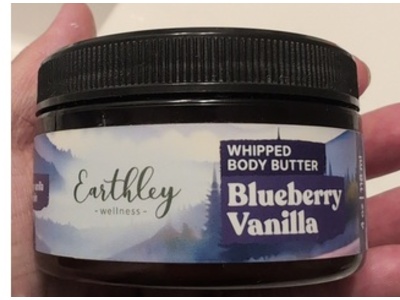 Earthley
- wellness -
WHIPPED
BODY BUTTER
Blueberry
Vanilla